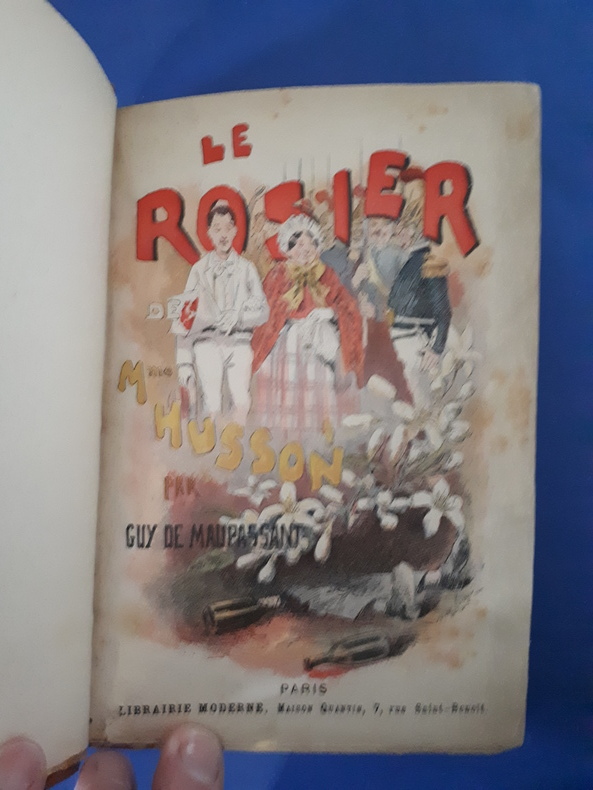 LE
ROSIER
DE
Mme
HUSSON
PAR
GUY DE MAUPASSANT
PARIS
LIBRAIRIE MODERNE, MAISON QUANTIN, 7, RUE SAINT-BENOIT